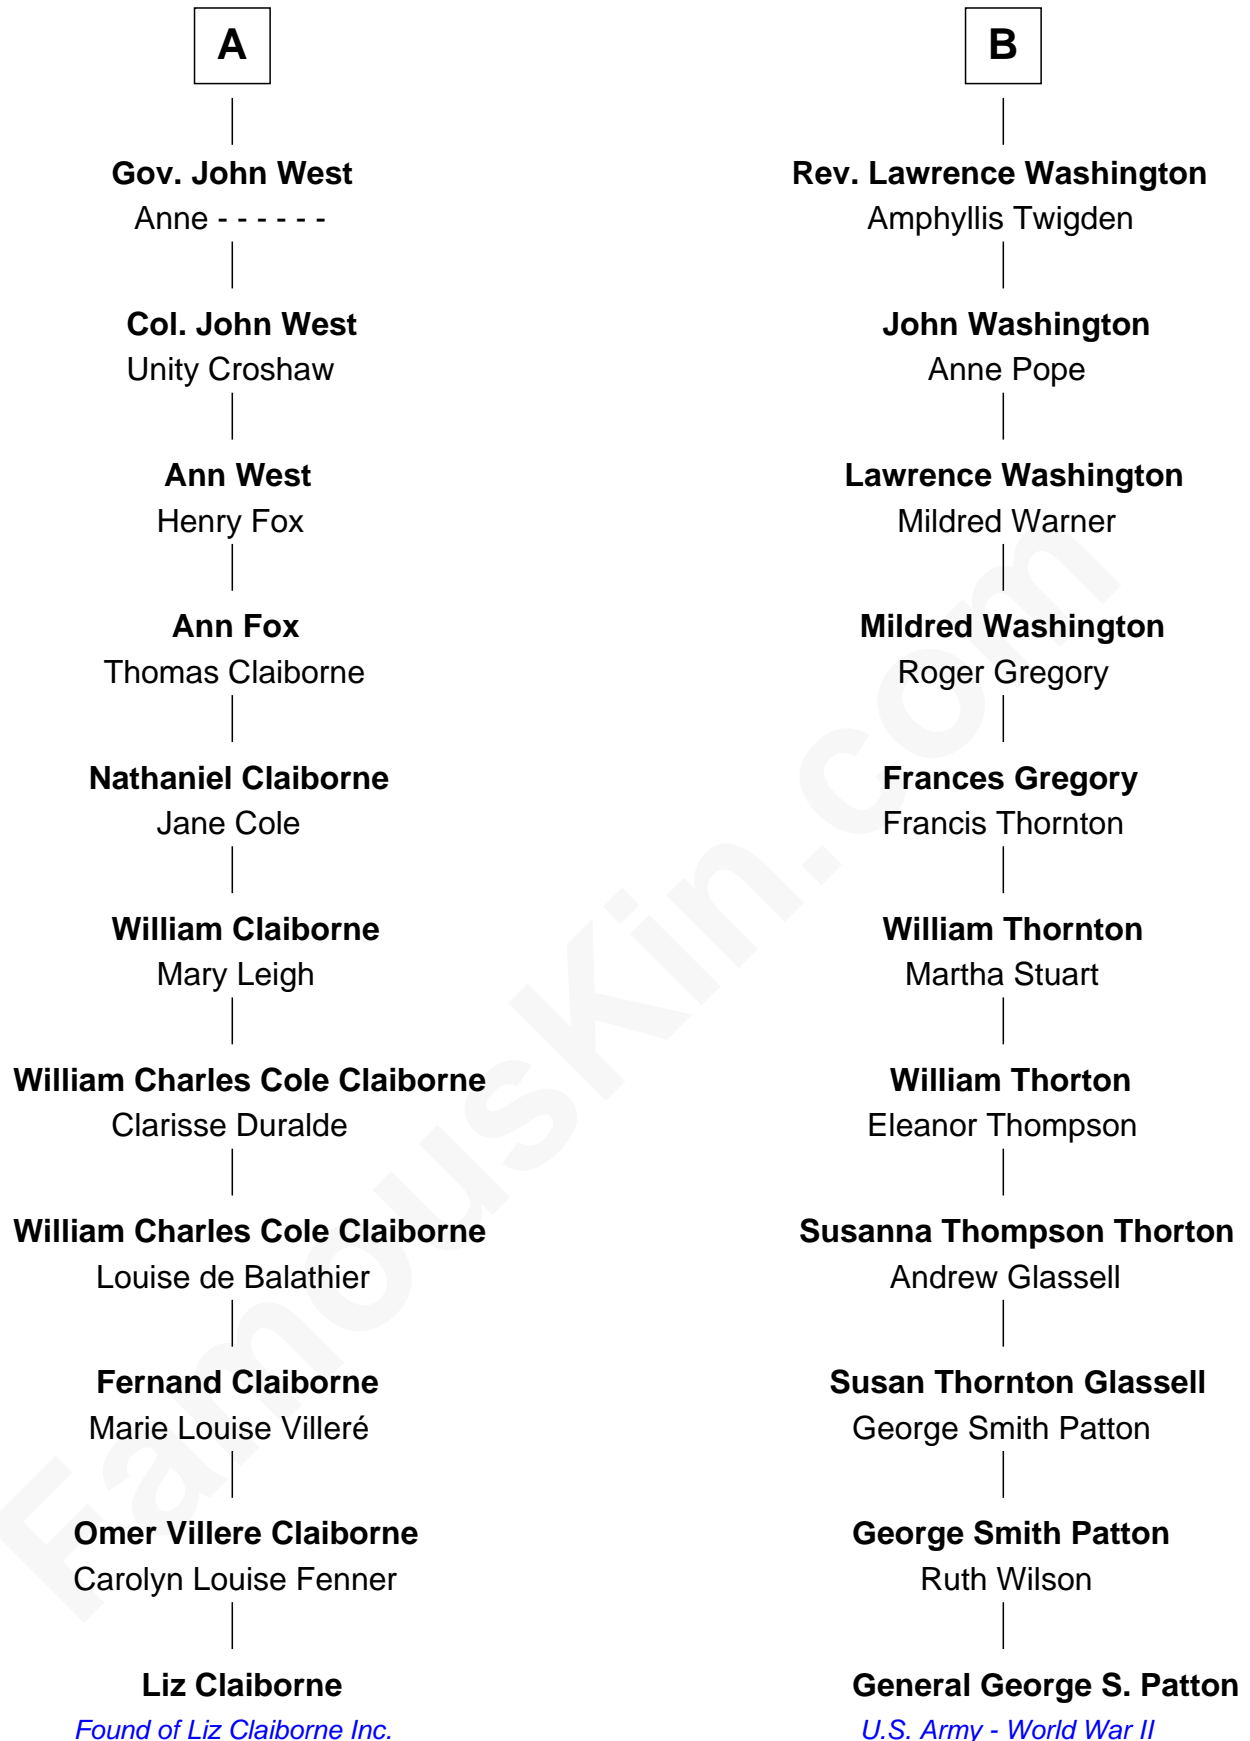 A
Gov. John West
Anne - - - - - -
Col. John West
Unity Croshaw
Ann West
Henry Fox
Ann Fox
Thomas Claiborne
Nathaniel Claiborne
Jane Cole
William Claiborne
Mary Leigh
William Charles Cole Claiborne
Clarisse Duralde
William Charles Cole Claiborne
Louise de Balathier
Fernand Claiborne
Marie Louise Villeré
Omer Villere Claiborne
Carolyn Louise Fenner
Liz Claiborne
Found of Liz Claiborne Inc.
B
Rev. Lawrence Washington
Amphyllis Twigden
John Washington
Anne Pope
Lawrence Washington
Mildred Warner
Mildred Washington
Roger Gregory
Frances Gregory
Francis Thornton
William Thornton
Martha Stuart
William Thorton
Eleanor Thompson
Susanna Thompson Thorton
Andrew Glassell
Susan Thornton Glassell
George Smith Patton
George Smith Patton
Ruth Wilson
General George S. Patton
U.S. Army - World War II
FamousKin.com